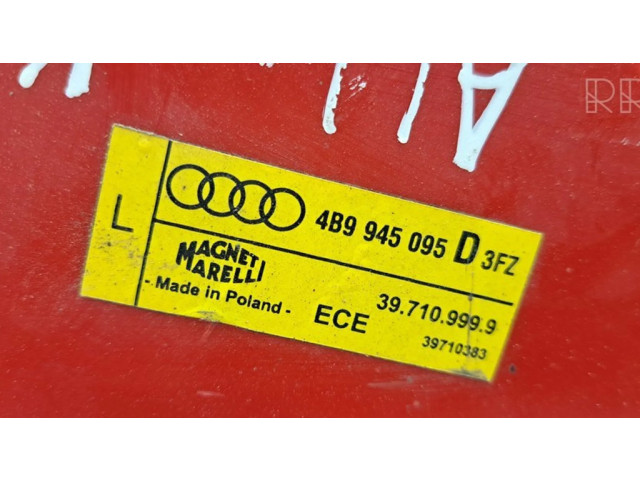 L
4B9 945 095 D 3FZ
MAGNETI
MARELLI
- Made in Poland -
ECE
39.710.999.9
39710383